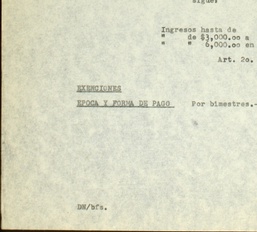 sigue:
Ingresos hasta de
"    de $3,000.oo a
"    "    6,000.oo en
Art. 2o.
EXENCIONES
EPOCA Y FORMA DE PAGO    Por bimestres.-
DM/bfs.